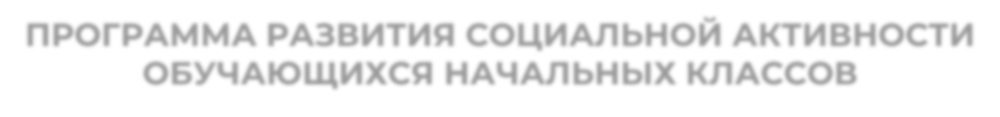 ПРОГРАММА РАЗВИТИЯ СОЦИАЛЬНОЙ АКТИВНОСТИ
ОБУЧАЮЩИХСЯ НАЧАЛЬНЫХ КЛАССОВ